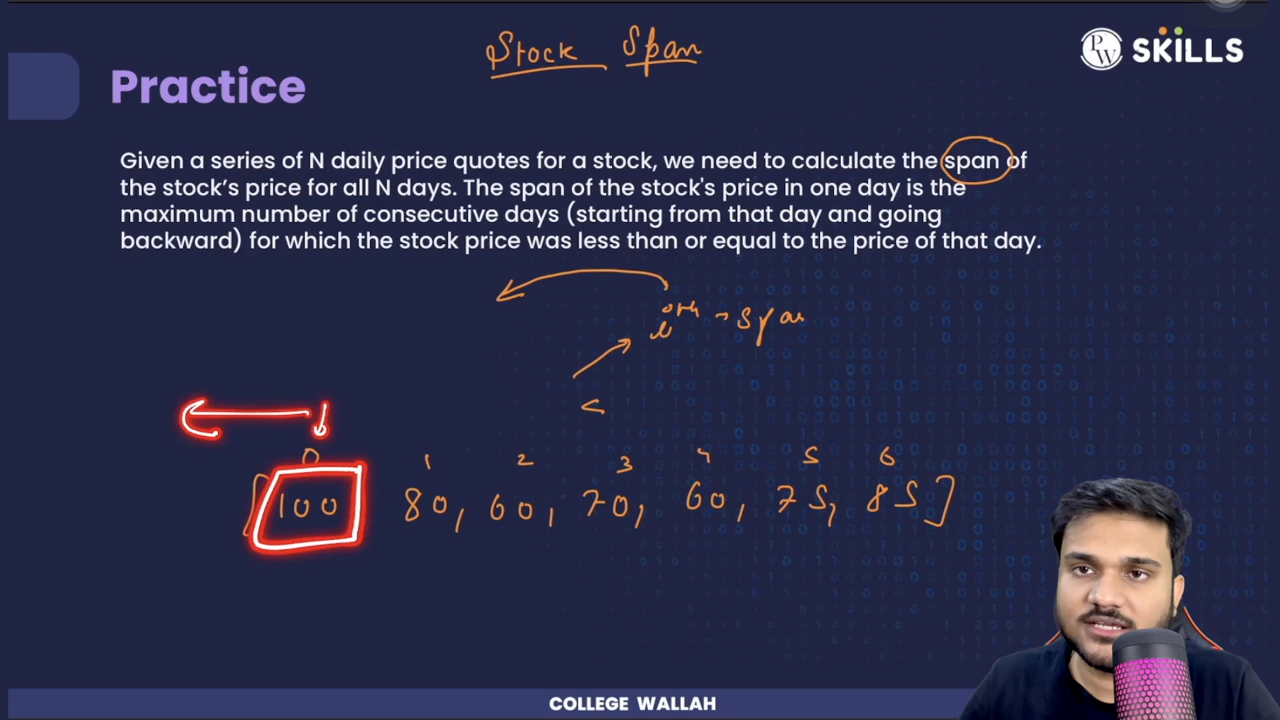 Stock Span
PW SKILLS
Practice
Given a series of N daily price quotes for a stock, we need to calculate the span of
the stock's price for all N days. The span of the stock's price in one day is the
maximum number of consecutive days (starting from that day and going
backward) for which the stock price was less than or equal to the price of that day.
span
<
0 1 2 3 4 5 6
[100 80, 60, 70, 60, 75, 85]
COLLEGE WALLAH